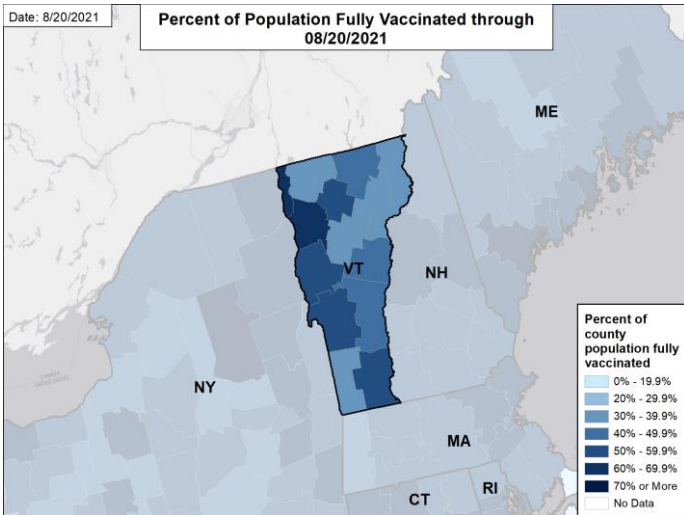 Date: 8/20/2021
Percent of Population Fully Vaccinated through
08/20/2021
ME
VT
NH
NY
MA
CT
RI
Percent of
county
population fully
vaccinated
0% - 19.9%
20% - 29.9%
30% - 39.9%
40% - 49.9%
50% - 59.9%
60% - 69.9%
70% or More
No Data